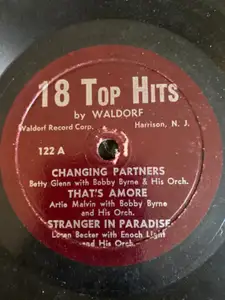 18 TOP HITS
by WALDORF
Waldorf Record Corp. Harrison, N. J.
122 A
CHANGING PARTNERS
Betty Glenn with Bobby Byrne & His Orch.
THAT'S AMORE
Artie Malvin with Bobby Byrne
and His Orch.
STRANGER IN PARADISE
Loren Becker with Enoch Light
and His Orch.